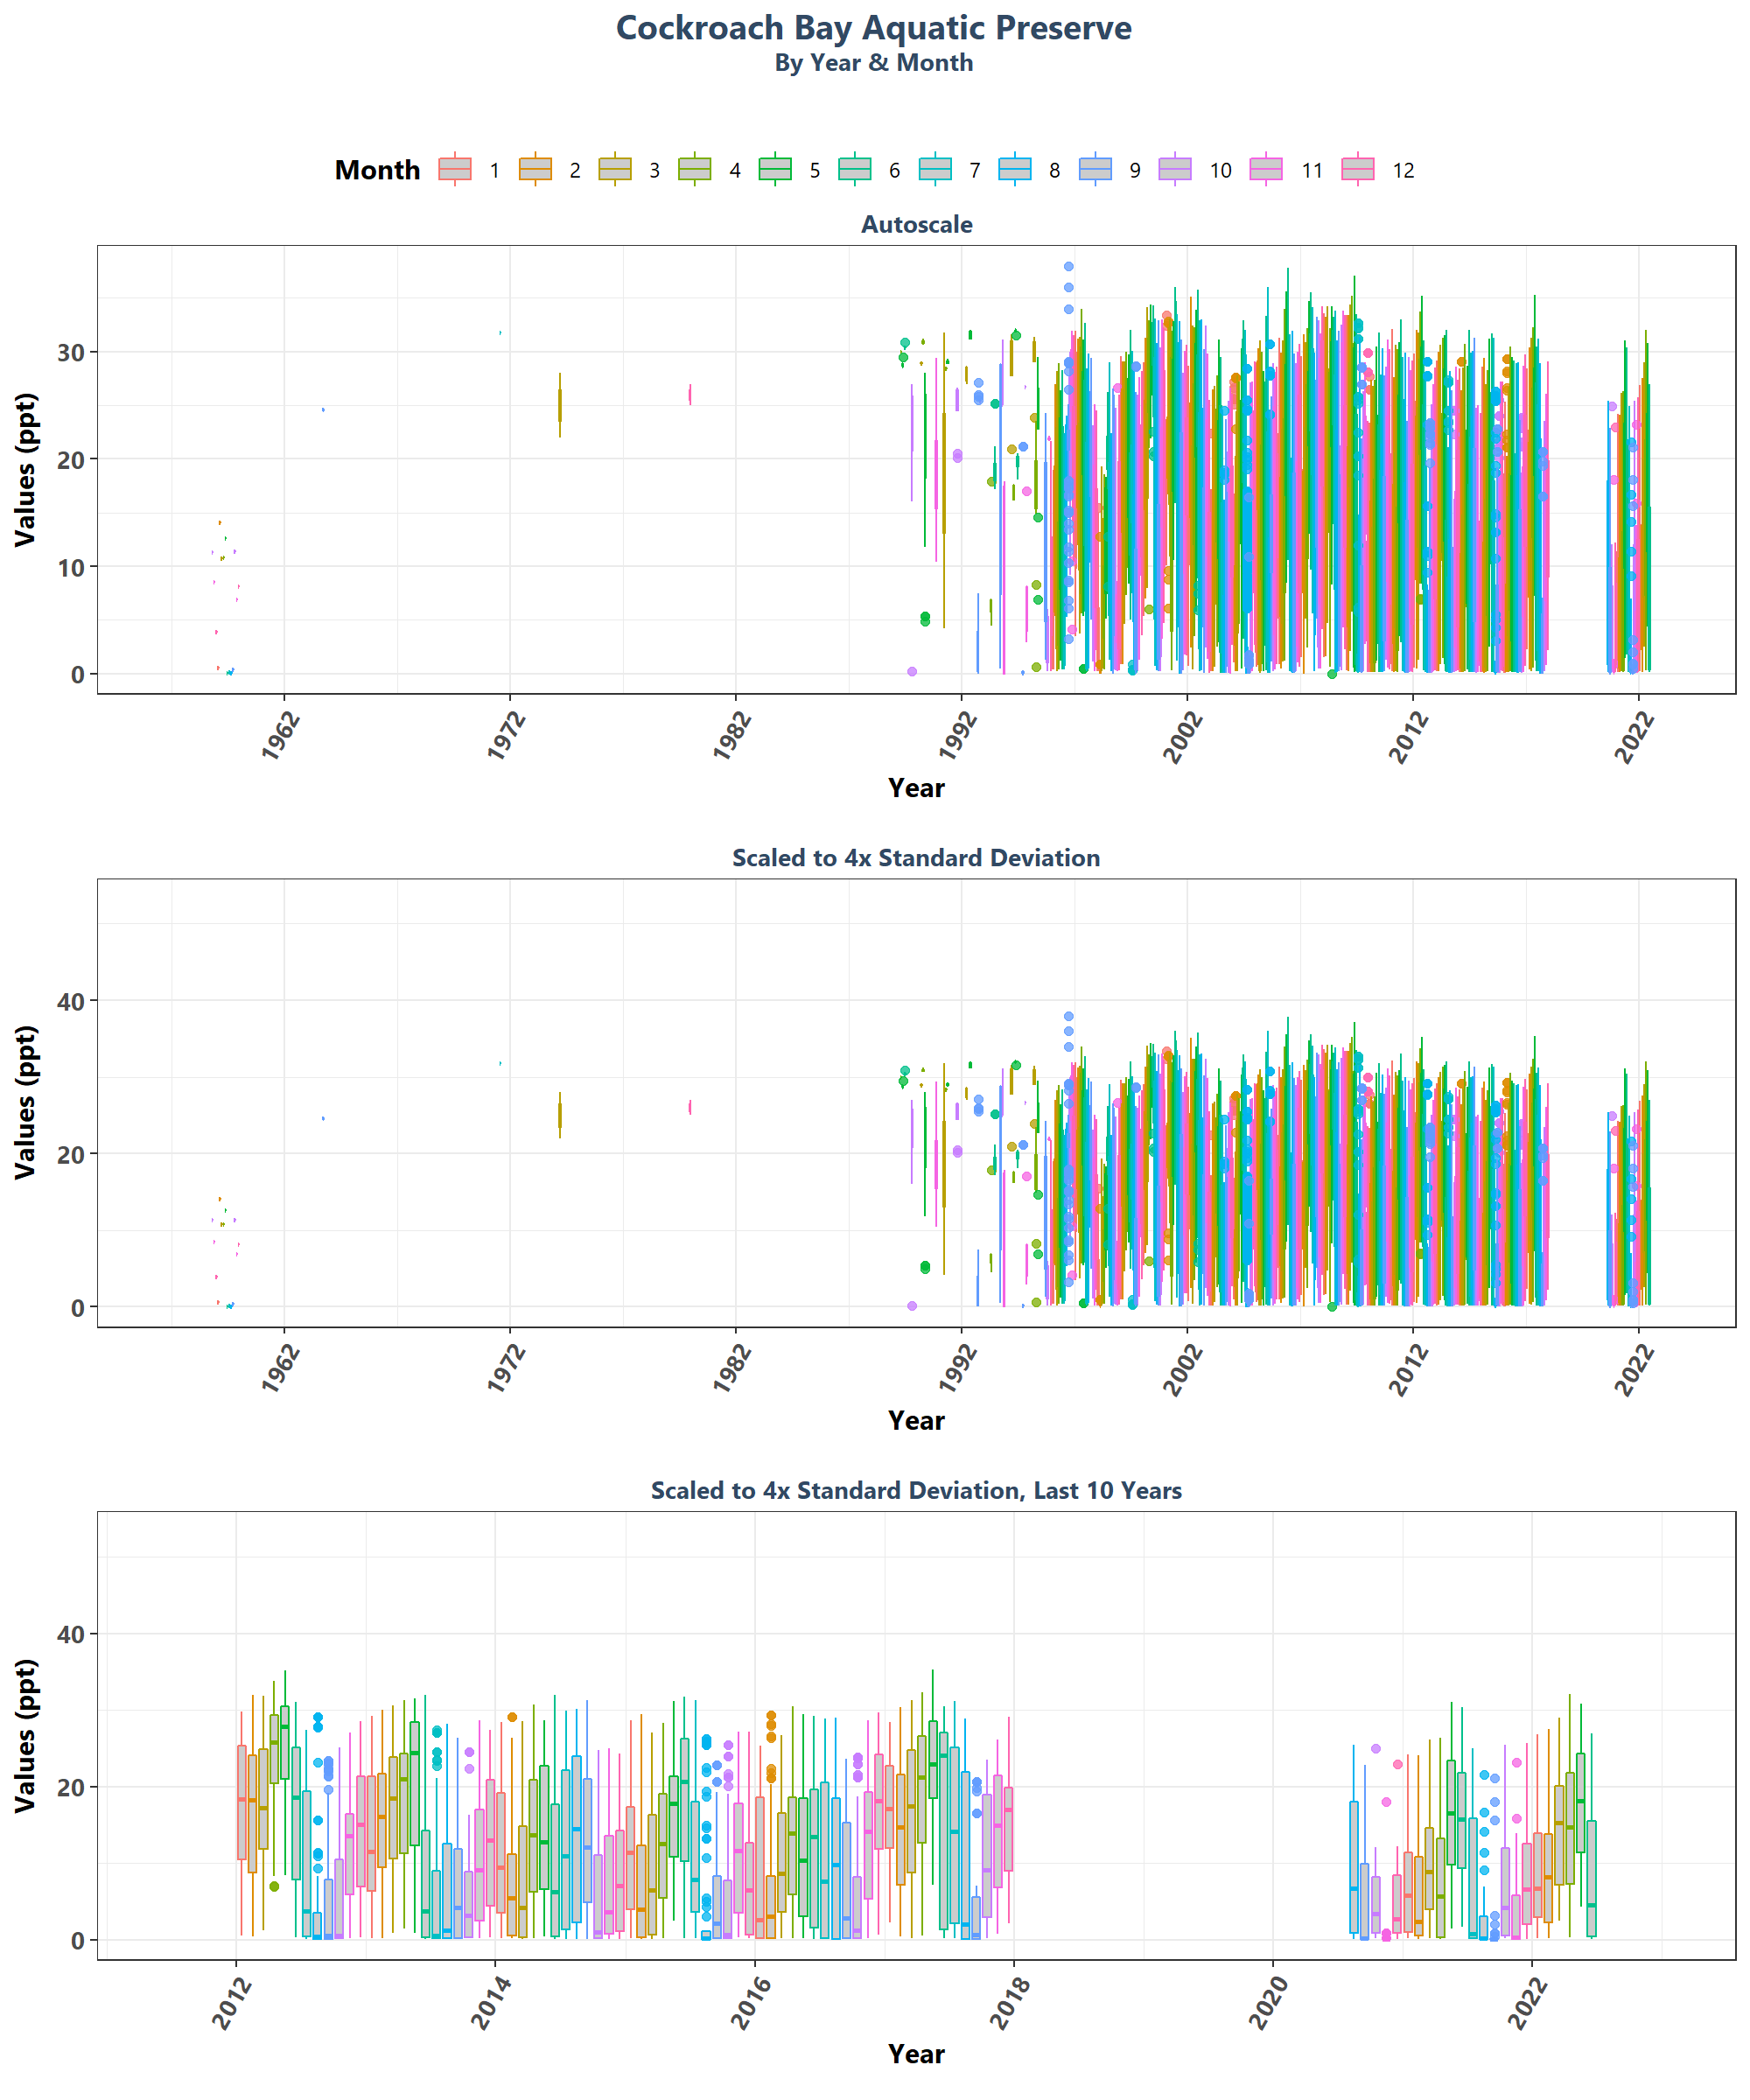 Cockroach Bay Aquatic Preserve
By Year & Month
Month 1 2 3 4 5 6 7 8 9 10 11 12
Autoscale
Values (ppt)
30
20
10
0
1962 1972 1982 1992 2002 2012 2022
Year
Scaled to 4x Standard Deviation
Values (ppt)
40
20
0
1962 1972 1982 1992 2002 2012 2022
Year
Scaled to 4x Standard Deviation, Last 10 Years
Values (ppt)
40
20
0
2012 2014 2016 2018 2020 2022
Year